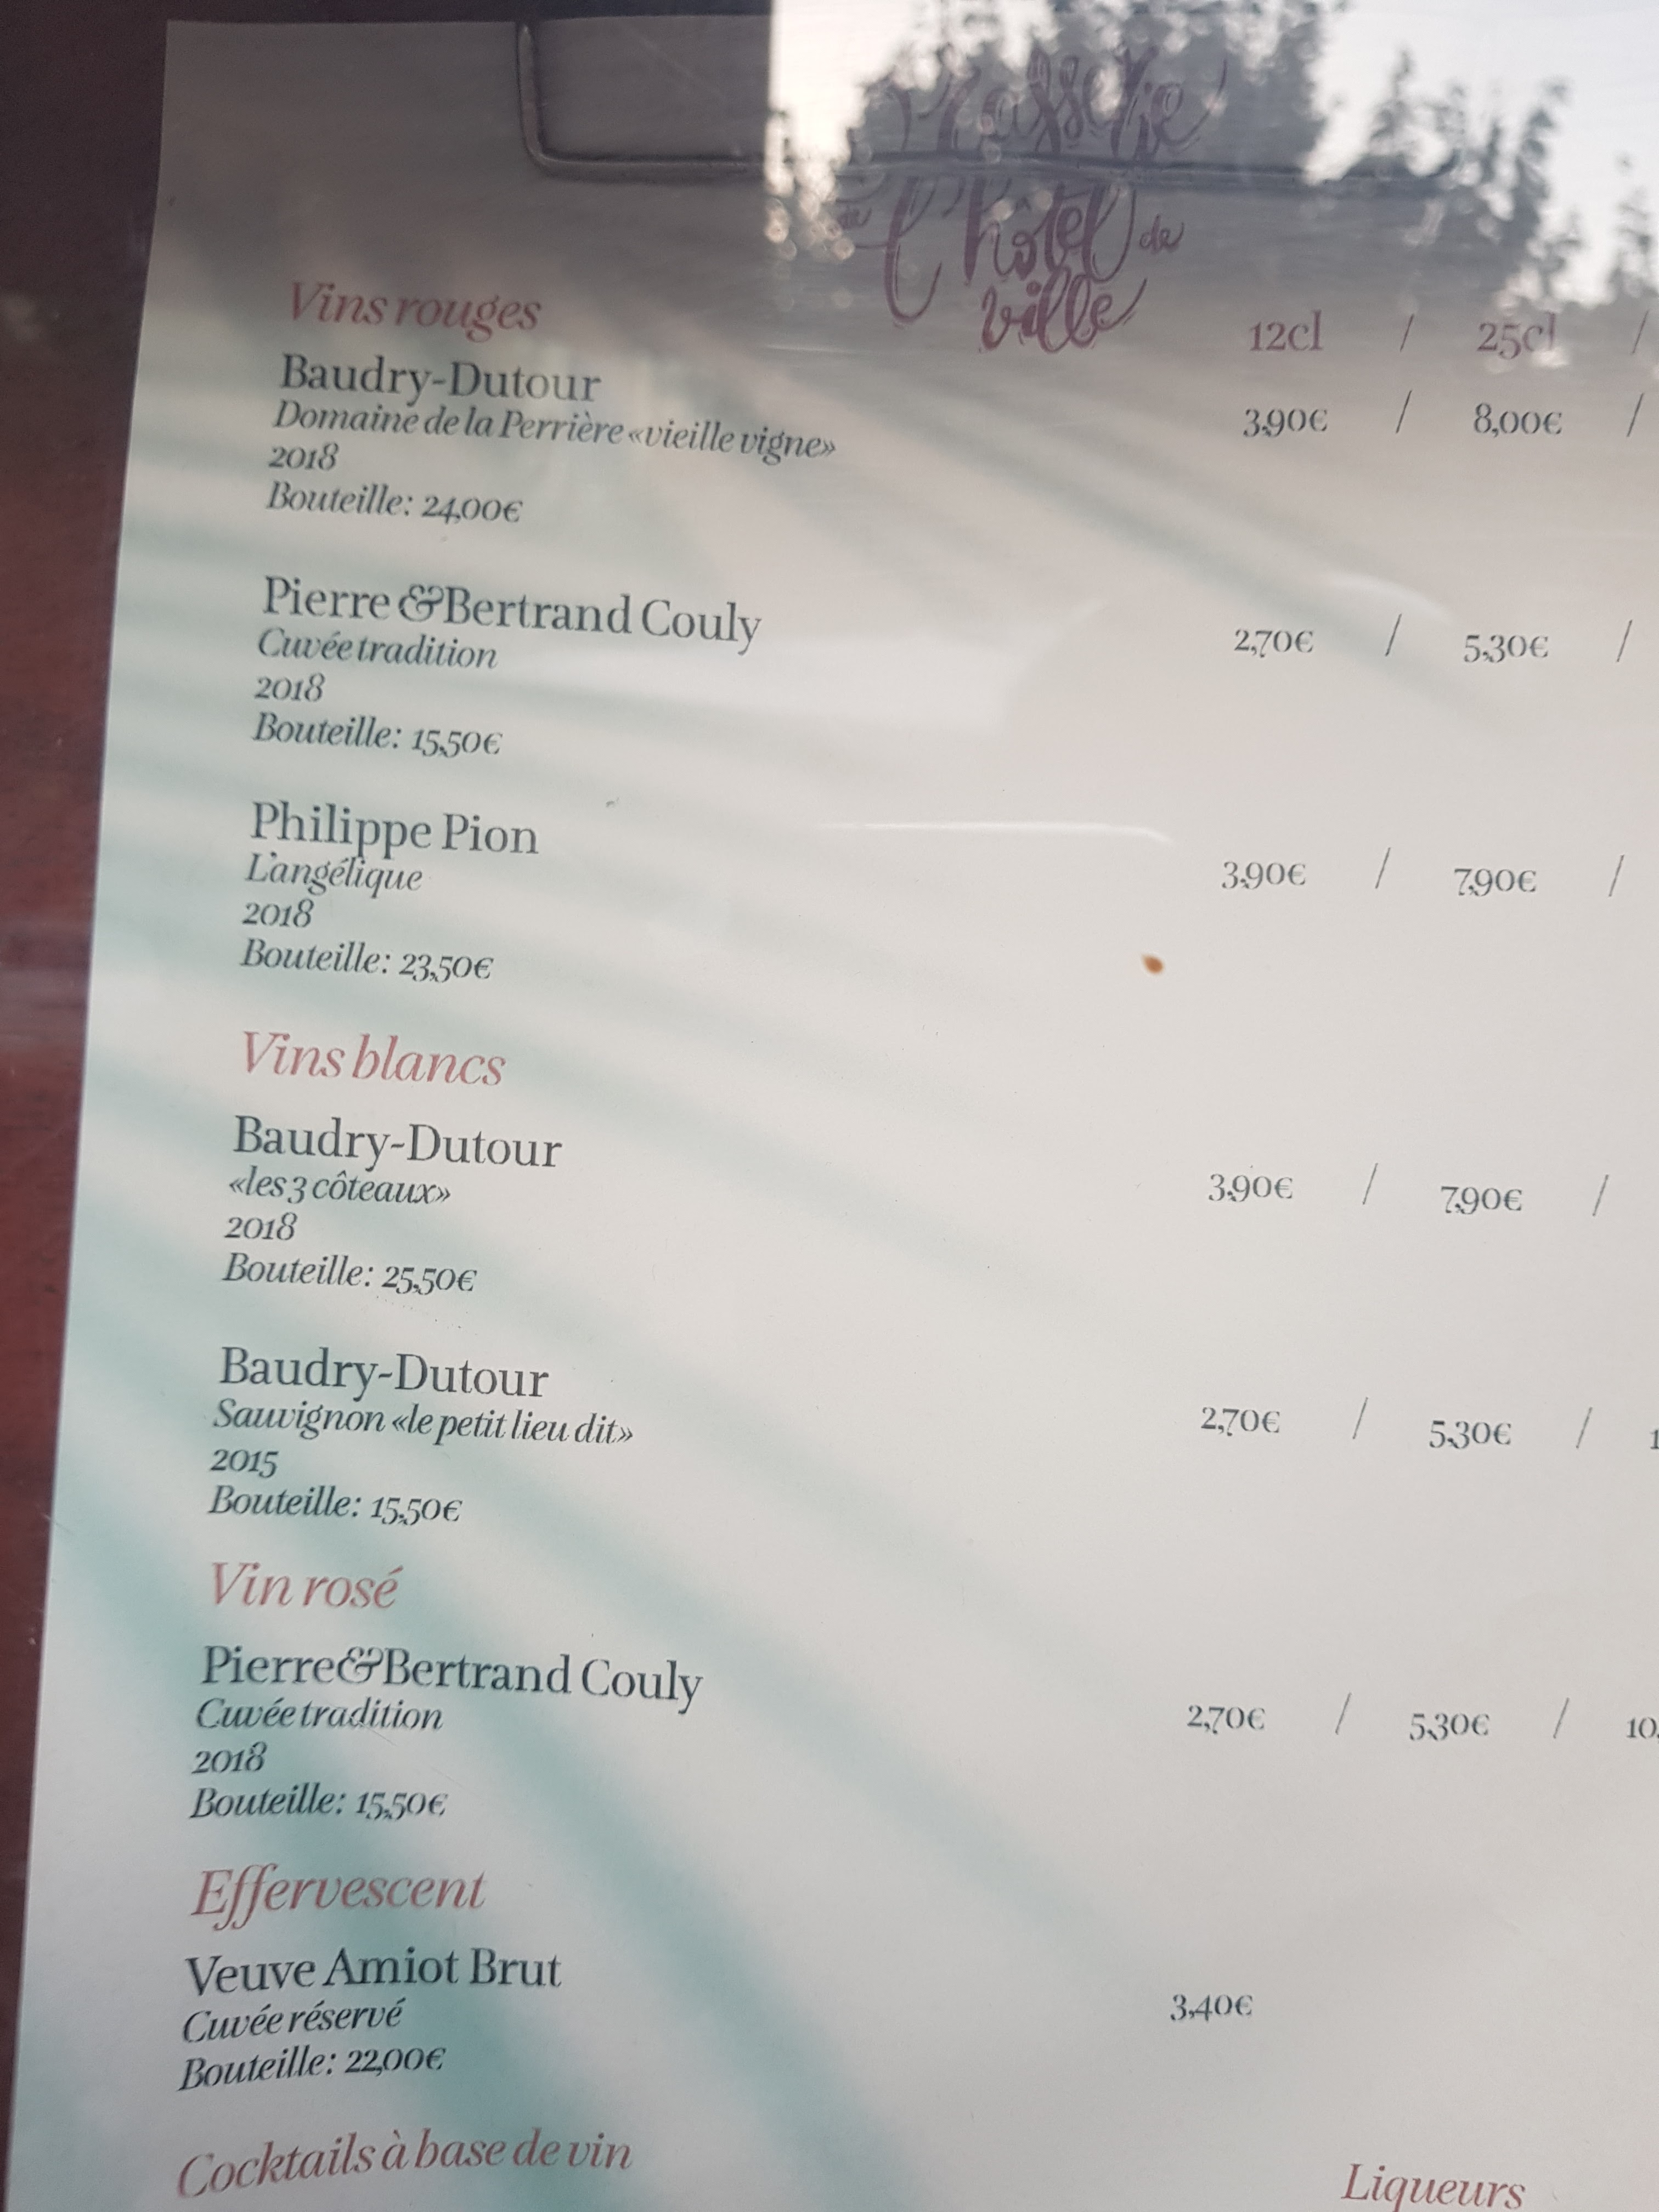 Brasserie
de l'hôtel de
ville
Vins rouges 12cl / 25cl /
Baudry-Dutour
Domaine de la Perrière «vieille vigne» 3,90€ / 8,00€ /
2018
Bouteille: 24,00€
Pierre & Bertrand Couly
Cuvée tradition 2,70€ / 5,30€ /
2018
Bouteille: 15,50€
Philippe Pion
L'angélique 3,90€ / 7,90€ /
2018
Bouteille: 23,50€
Vins blancs
Baudry-Dutour
«les 3 côteaux» 3,90€ / 7,90€ /
2018
Bouteille: 25,50€
Baudry-Dutour
Sauvignon «le petit lieu dit» 2,70€ / 5,30€ / 1
2015
Bouteille: 15,50€
Vin rosé
Pierre & Bertrand Couly
Cuvée tradition 2,70€ / 5,30€ / 10,
2018
Bouteille: 15,50€
Effervescent
Veuve Amiot Brut
Cuvée réservé 3,40€
Bouteille: 22,00€
Cocktails à base de vin
Liqueurs